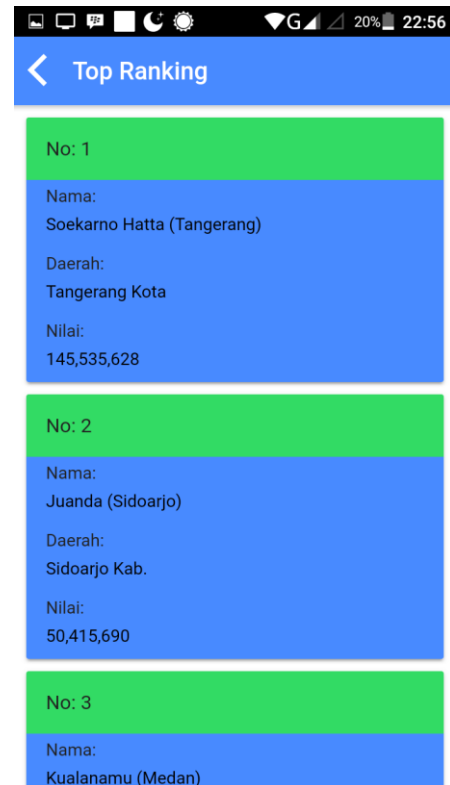 G 20% 22:56
Top Ranking
No: 1
Nama:
Soekarno Hatta (Tangerang)
Daerah:
Tangerang Kota
Nilai:
145,535,628
No: 2
Nama:
Juanda (Sidoarjo)
Daerah:
Sidoarjo Kab.
Nilai:
50,415,690
No: 3
Nama:
Kualanamu (Medan)